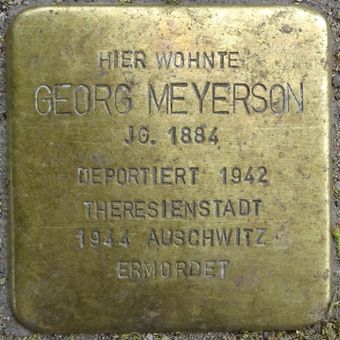 HIER WOHNTE
GEORG MEYERSON
JG. 1884
DEPORTIERT 1942
THERESIENSTADT
1944 AUSCHWITZ
ERMORDET